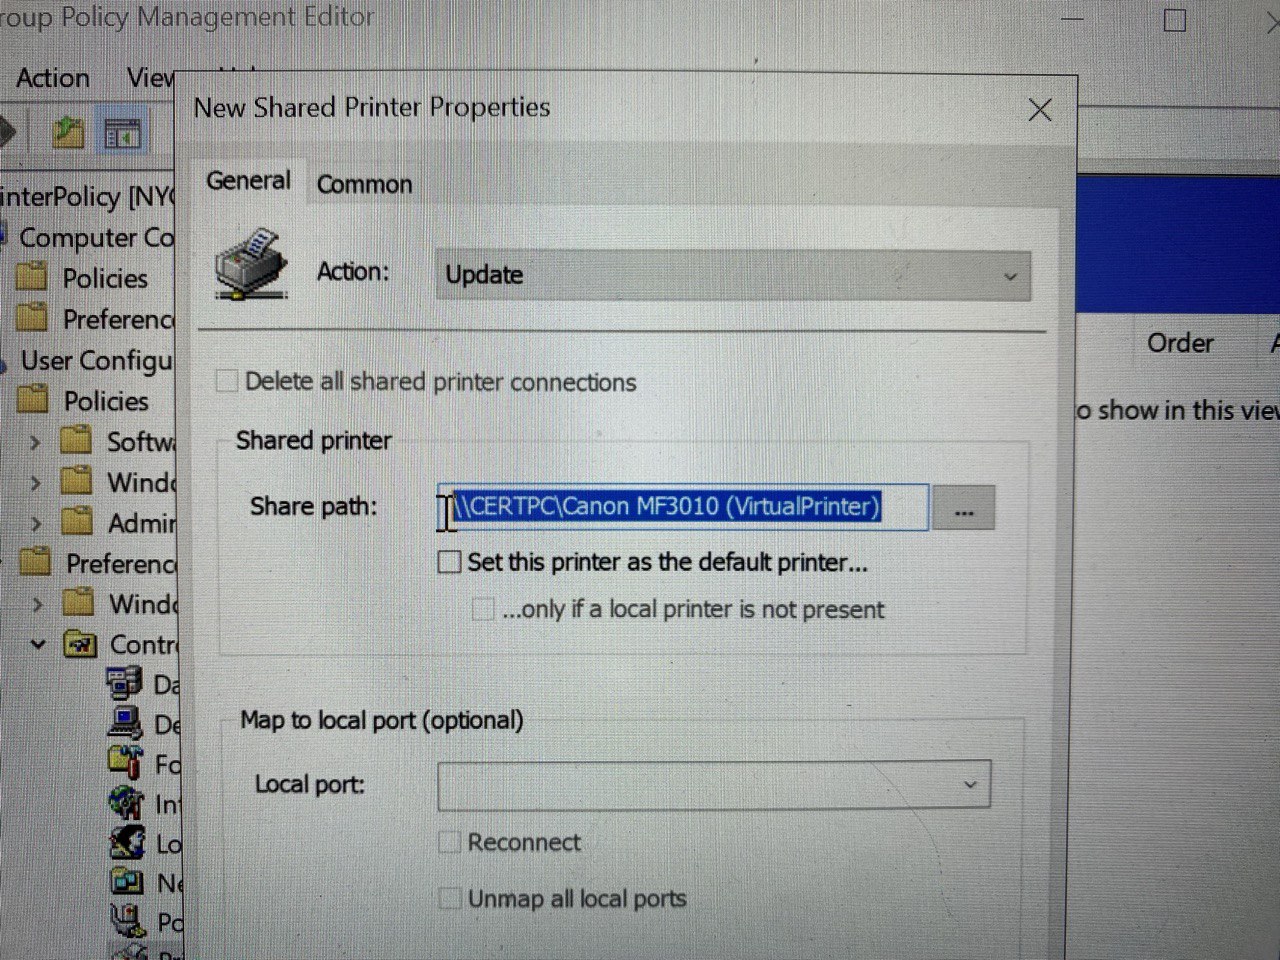 roup Policy Management Editor
Action View
New Shared Printer Properties
General Common
interPolicy [NYC
Computer Co
Policies
Preferenc
User Configu
Policies
Softw
Windo
Admin
Preferenc
Windo
Contr
Da
De
Fo
Int
Lo
Ne
Po
Action: Update
Delete all shared printer connections
Shared printer
Share path: \\CERTPC\Canon MF3010 (VirtualPrinter) ...
Set this printer as the default printer...
...only if a local printer is not present
Map to local port (optional)
Local port:
Reconnect
Unmap all local ports
Order
o show in this view